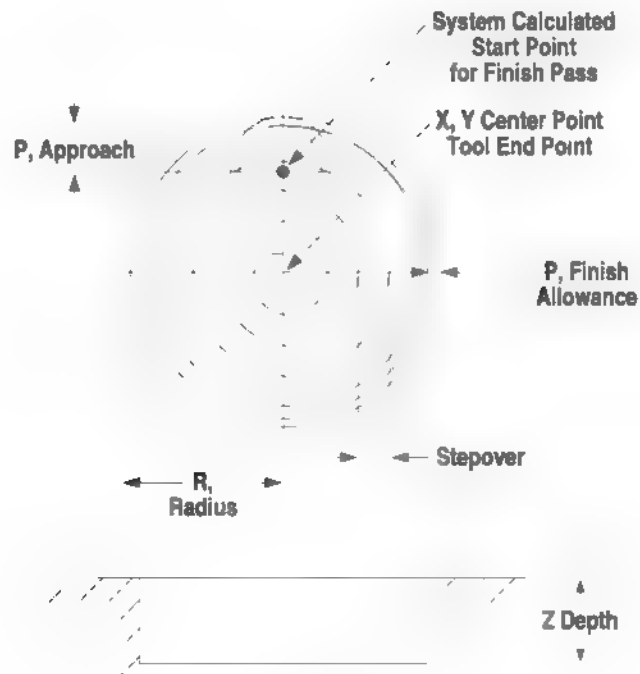 System Calculated
Start Point
for Finish Pass
X, Y Center Point
Tool End Point
P, Approach
P, Finish
Allowance
Stepover
R,
Radius
Z Depth